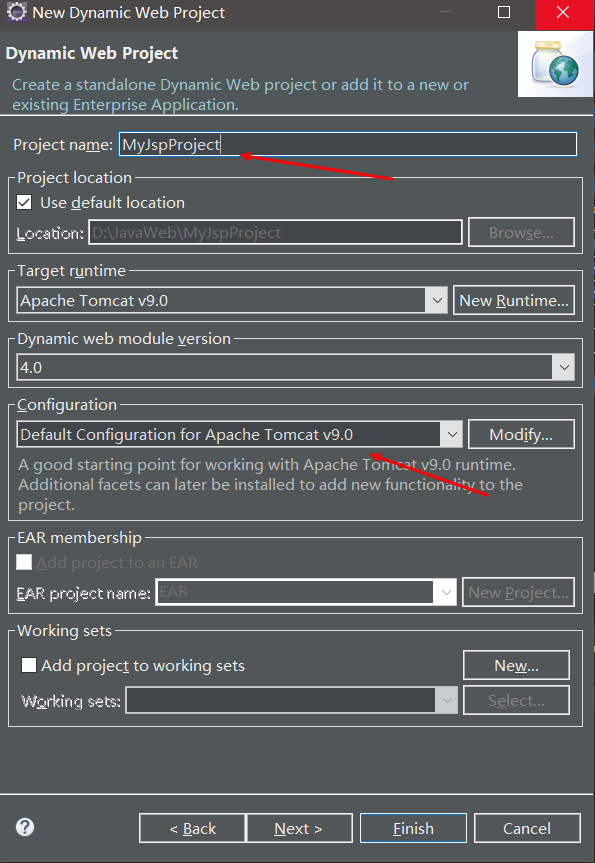 New Dynamic Web Project
Dynamic Web Project
Create a standalone Dynamic Web project or add it to a new or
existing Enterprise Application.
Project name: MyJspProject
Project location
Use default location
Location: D:\JavaWeb\MyJspProject Browse...
Target runtime
Apache Tomcat v9.0 New Runtime...
Dynamic web module version
4.0
Configuration
Default Configuration for Apache Tomcat v9.0 Modify...
A good starting point for working with Apache Tomcat v9.0 runtime.
Additional facets can later be installed to add new functionality to the
project.
EAR membership
Add project to an EAR
EAR project name: EAR New Project...
Working sets
Add project to working sets New...
Working sets: Select...
? < Back Next > Finish Cancel